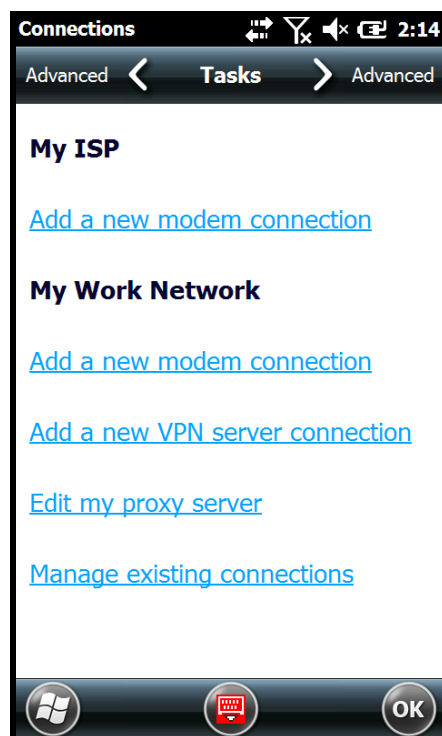 Connections 2:14
Advanced Tasks Advanced
My ISP
Add a new modem connection
My Work Network
Add a new modem connection
Add a new VPN server connection
Edit my proxy server
Manage existing connections
OK